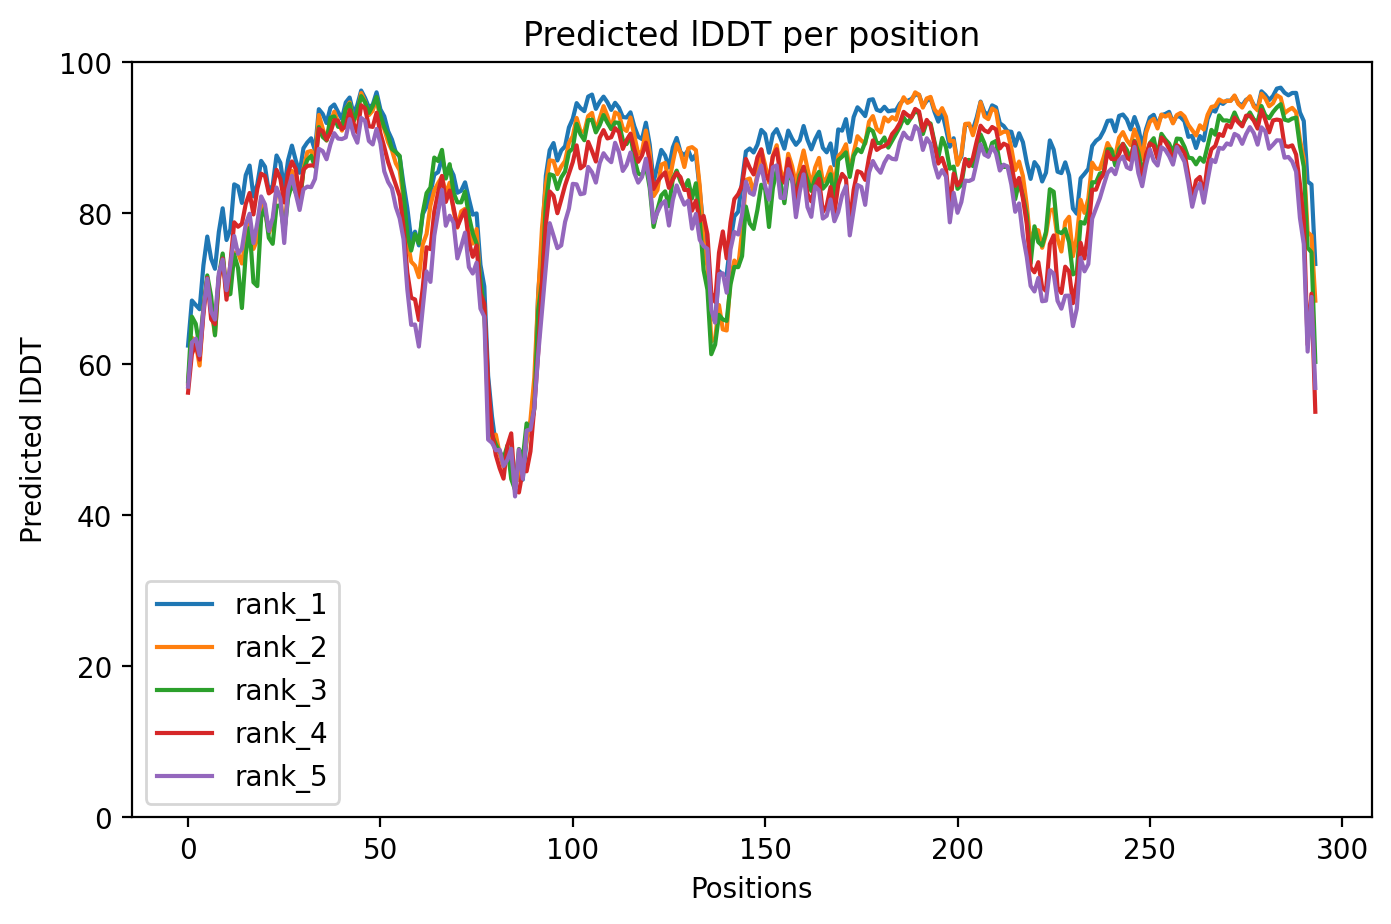 Predicted lDDT per position
100
80
60
40
20
0
Predicted lDDT
rank_1
rank_2
rank_3
rank_4
rank_5
0 50 100 150 200 250 300
Positions